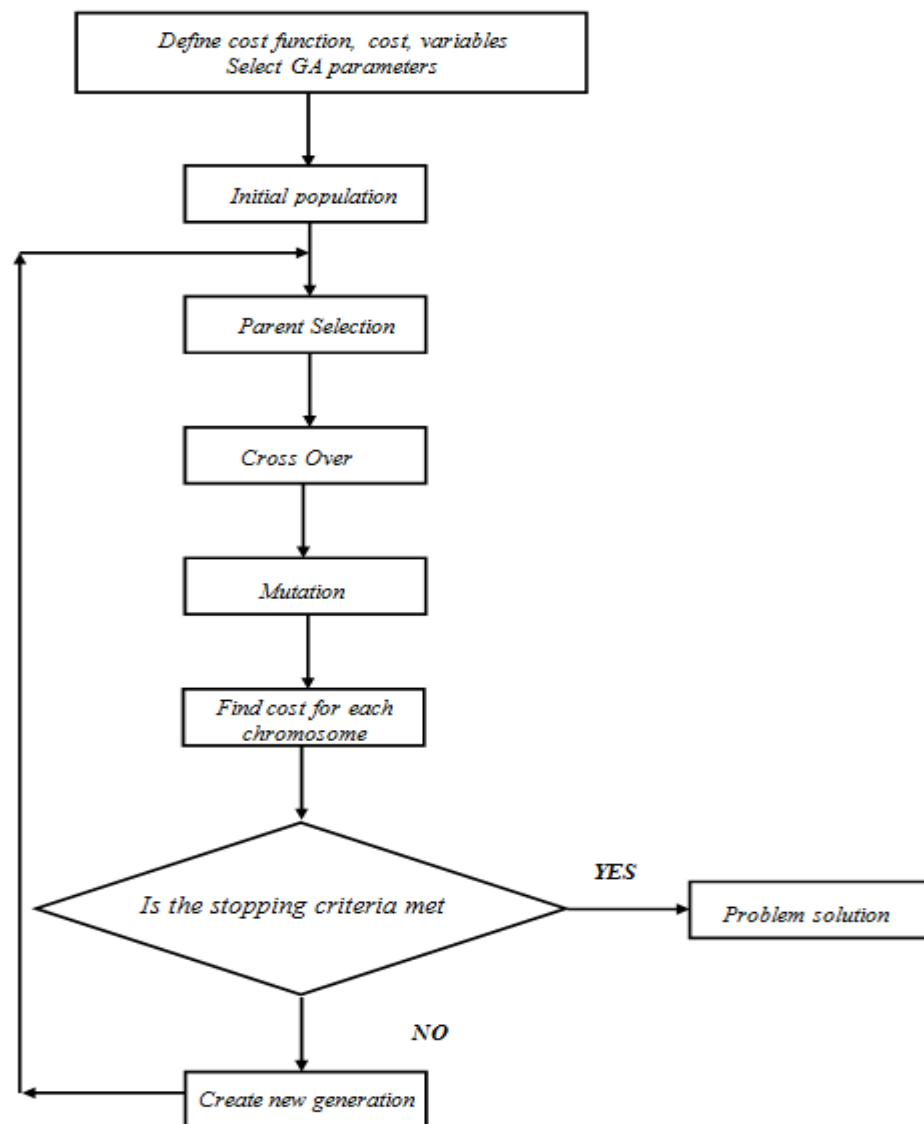 Define cost function, cost, variables
Select GA parameters
Initial population
Parent Selection
Cross Over
Mutation
Find cost for each
chromosome
Is the stopping criteria met
YES
Problem solution
NO
Create new generation